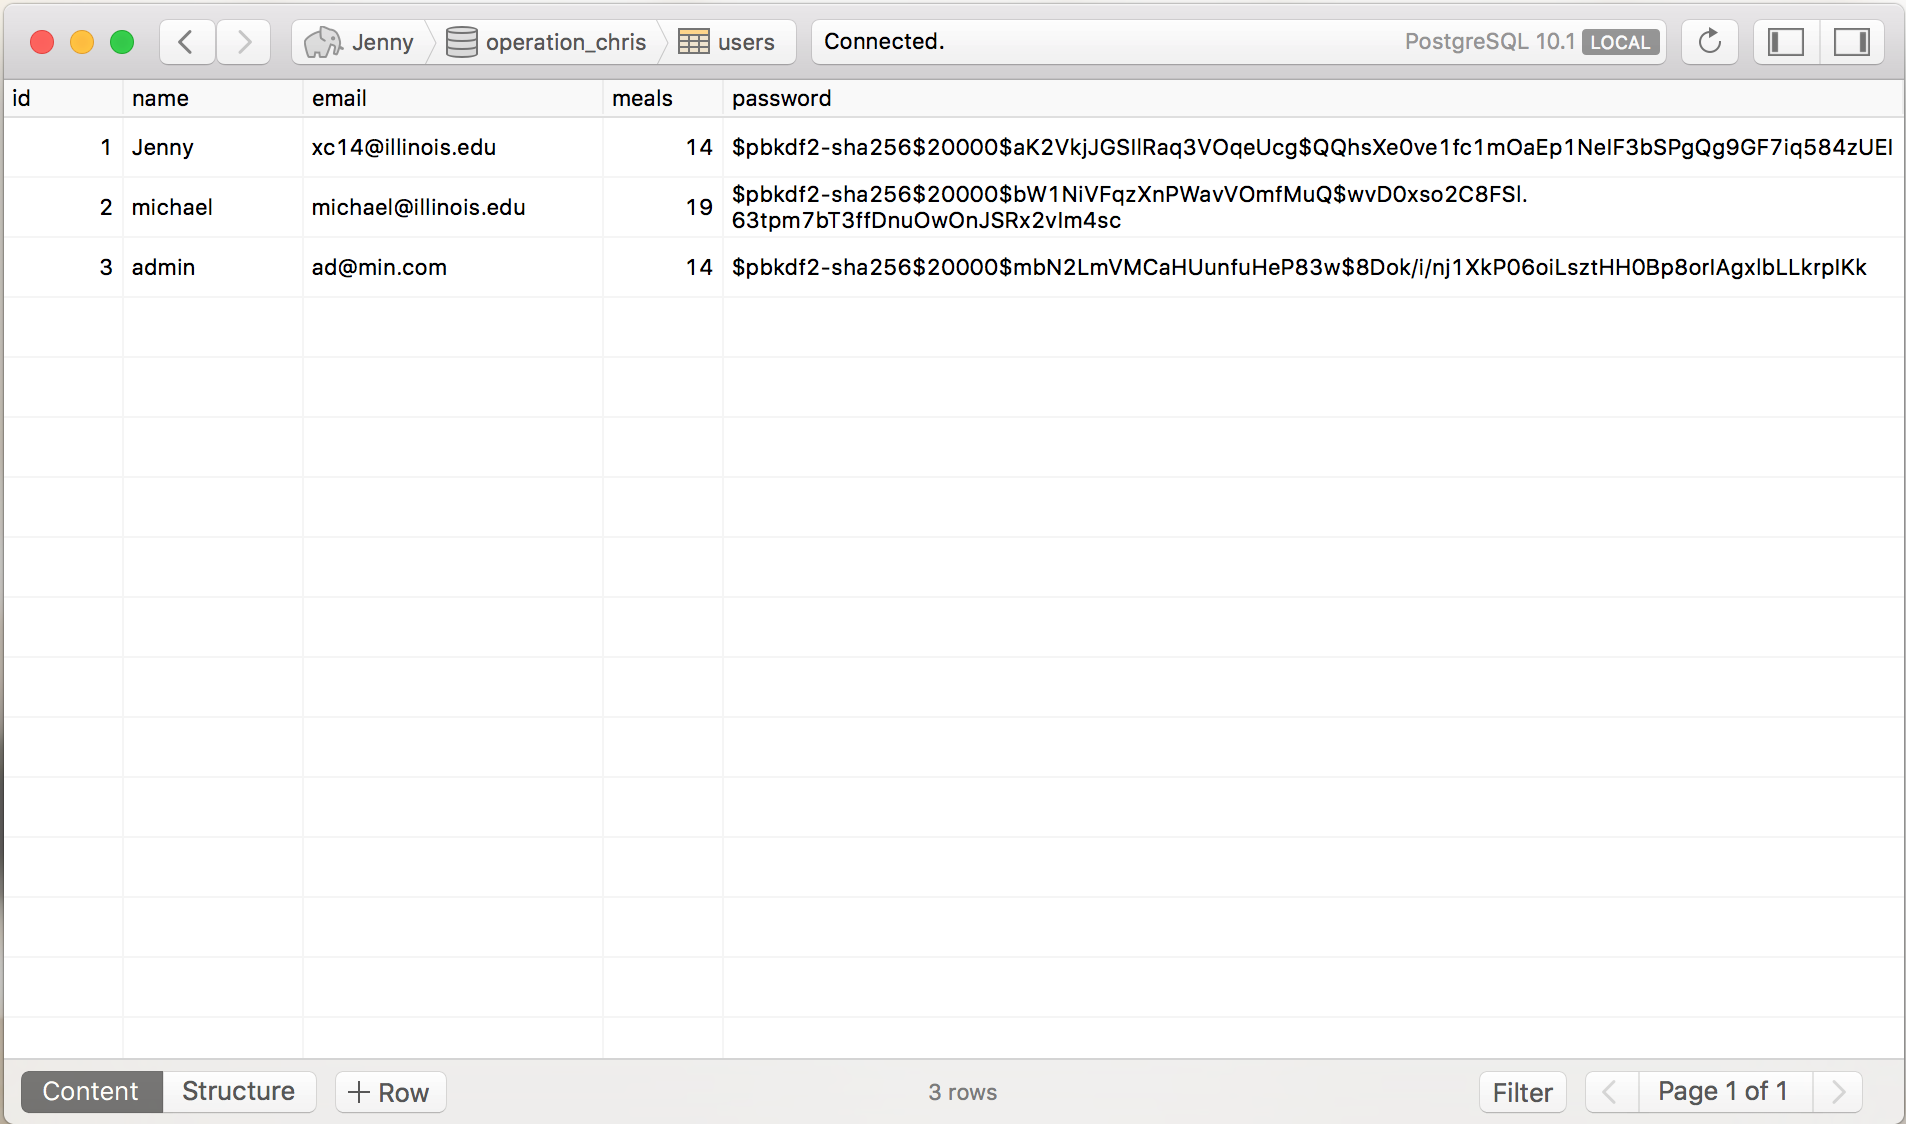 Jenny operation_chris users Connected. PostgreSQL 10.1 LOCAL
id name email meals password
1 Jenny xc14@illinois.edu 14 $pbkdf2-sha256$20000$aK2VkjJGSIlRaq3VOqeUcg$QQhsXe0ve1fc1mOaEp1NeIF3bSPgQg9GF7iq584zUEI
2 michael michael@illinois.edu 19 $pbkdf2-sha256$20000$bW1NiVFqzXnPWavVOmfMuQ$wvD0xso2C8FSl.
63tpm7bT3ffDnuOwOnJSRx2vIm4sc
3 admin ad@min.com 14 $pbkdf2-sha256$20000$mbN2LmVMCaHUunfuHeP83w$8Dok/i/nj1XkP06oiLsztHH0Bp8orIAgxlbLLkrpIKk
Content Structure + Row 3 rows Filter Page 1 of 1